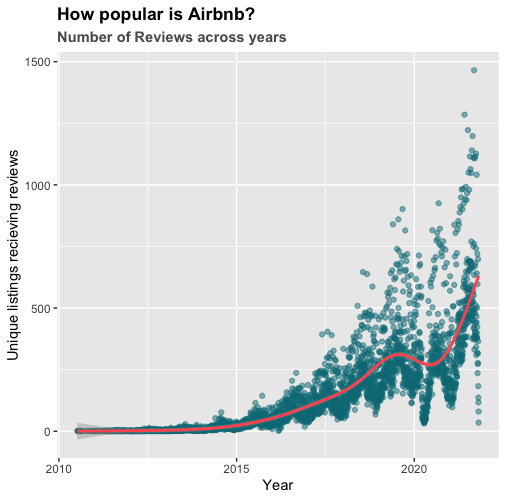 How popular is Airbnb?
Number of Reviews across years
1500
1000
500
0
Unique listings recieving reviews
2010 2015 2020
Year